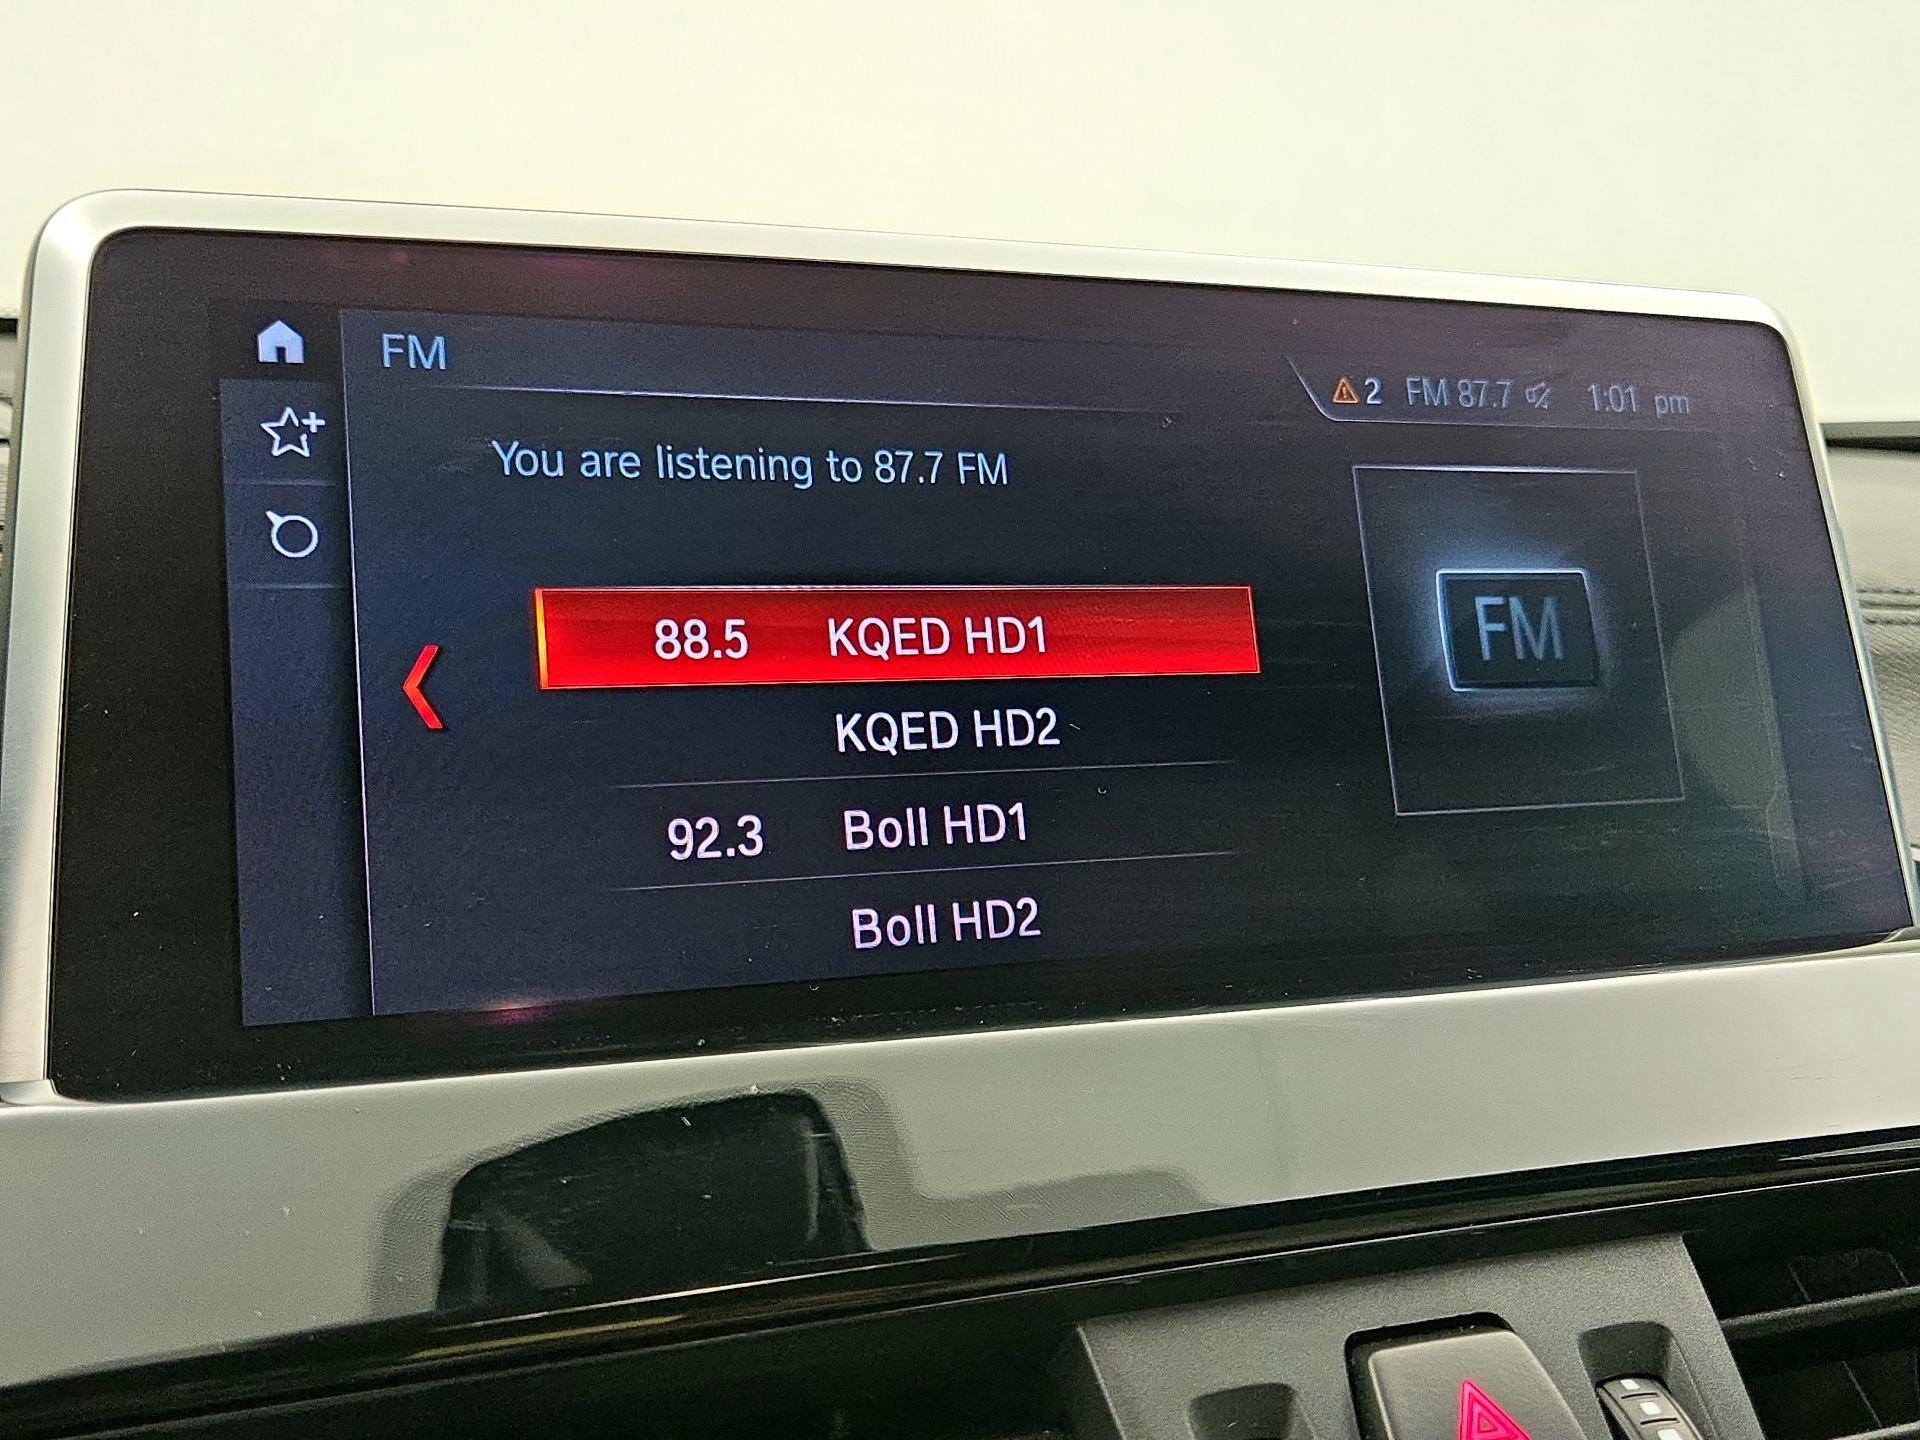 FM
2 FM 87.7 1:01 pm
You are listening to 87.7 FM
FM
88.5 KQED HD1
KQED HD2
92.3 Boll HD1
Boll HD2